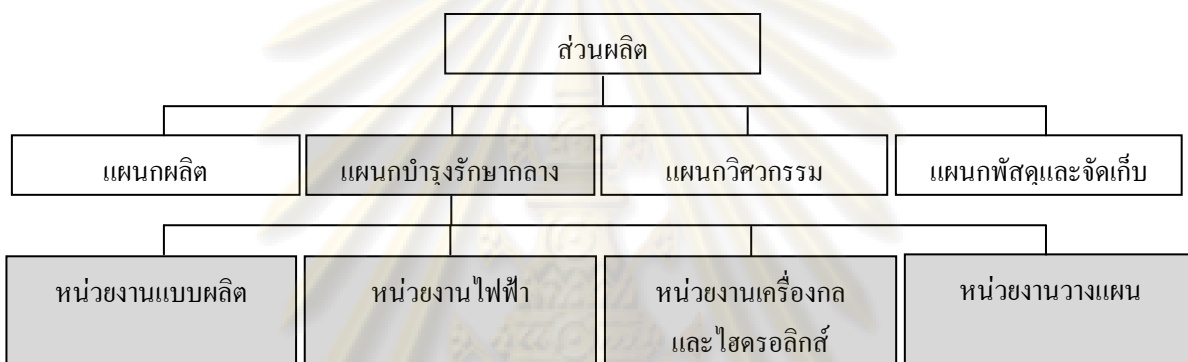 ส่วนผลิต
แผนกผลิต
แผนกบำรุงรักษากลาง
แผนกวิศวกรรม
แผนกพัสดุและจัดเก็บ
หน่วยงานแบบผลิต
หน่วยงานไฟฟ้า
หน่วยงานเครื่องกล
และไฮดรอลิกส์
หน่วยงานวางแผน